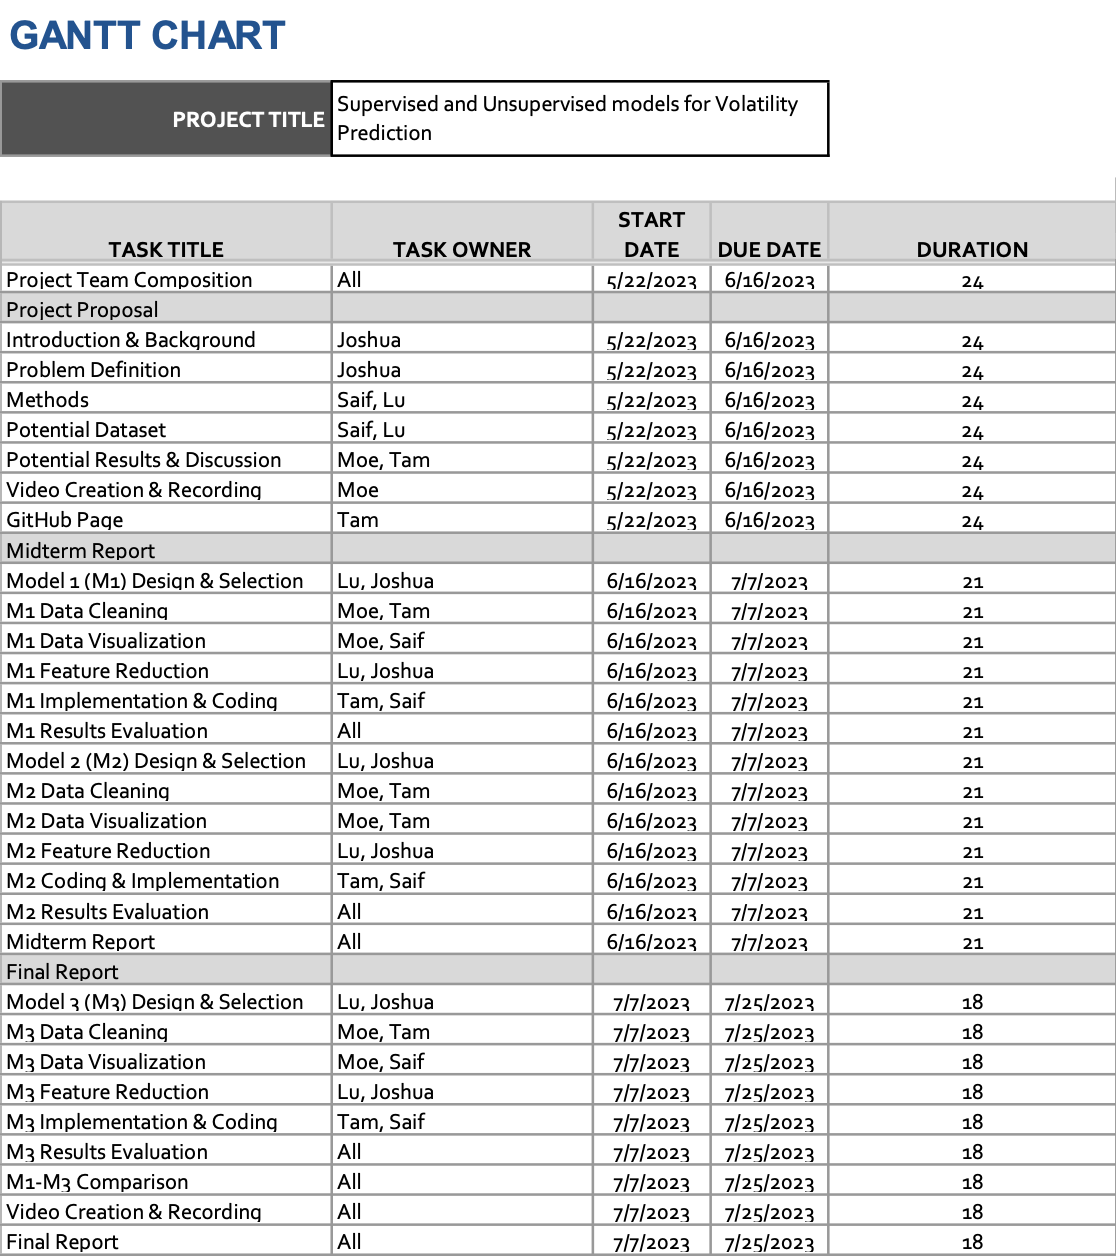 GANTT CHART
PROJECT TITLE
Supervised and Unsupervised models for Volatility
Prediction
TASK TITLE TASK OWNER START DATE DUE DATE DURATION
Project Team Composition All 5/22/2023 6/16/2023 24
Project Proposal
Introduction & Background Joshua 5/22/2023 6/16/2023 24
Problem Definition Joshua 5/22/2023 6/16/2023 24
Methods Saif, Lu 5/22/2023 6/16/2023 24
Potential Dataset Saif, Lu 5/22/2023 6/16/2023 24
Potential Results & Discussion Moe, Tam 5/22/2023 6/16/2023 24
Video Creation & Recording Moe 5/22/2023 6/16/2023 24
GitHub Page Tam 5/22/2023 6/16/2023 24
Midterm Report
Model 1 (M1) Design & Selection Lu, Joshua 6/16/2023 7/7/2023 21
M1 Data Cleaning Moe, Tam 6/16/2023 7/7/2023 21
M1 Data Visualization Moe, Saif 6/16/2023 7/7/2023 21
M1 Feature Reduction Lu, Joshua 6/16/2023 7/7/2023 21
M1 Implementation & Coding Tam, Saif 6/16/2023 7/7/2023 21
M1 Results Evaluation All 6/16/2023 7/7/2023 21
Model 2 (M2) Design & Selection Lu, Joshua 6/16/2023 7/7/2023 21
M2 Data Cleaning Moe, Tam 6/16/2023 7/7/2023 21
M2 Data Visualization Moe, Tam 6/16/2023 7/7/2023 21
M2 Feature Reduction Lu, Joshua 6/16/2023 7/7/2023 21
M2 Coding & Implementation Tam, Saif 6/16/2023 7/7/2023 21
M2 Results Evaluation All 6/16/2023 7/7/2023 21
Midterm Report All 6/16/2023 7/7/2023 21
Final Report
Model 3 (M3) Design & Selection Lu, Joshua 7/7/2023 7/25/2023 18
M3 Data Cleaning Moe, Tam 7/7/2023 7/25/2023 18
M3 Data Visualization Moe, Saif 7/7/2023 7/25/2023 18
M3 Feature Reduction Lu, Joshua 7/7/2023 7/25/2023 18
M3 Implementation & Coding Tam, Saif 7/7/2023 7/25/2023 18
M3 Results Evaluation All 7/7/2023 7/25/2023 18
M1-M3 Comparison All 7/7/2023 7/25/2023 18
Video Creation & Recording All 7/7/2023 7/25/2023 18
Final Report All 7/7/2023 7/25/2023 18